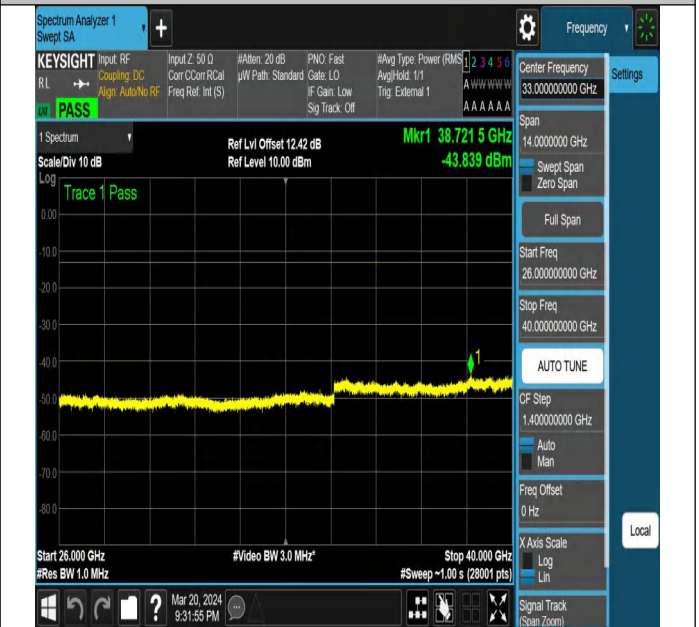 Spectrum Analyzer 1
Swept SA
+
Frequency
KEYSIGHT
Input: RF
Coupling: DC
Align: Auto/No RF
Input Z: 50 Ω
Corr CCorr RCal
Freq Ref: Int (S)
#Atten: 20 dB
µW Path: Standard
PNO: Fast
Gate: LO
IF Gain: Low
Sig Track: Off
#Avg Type: Power (RMS
Avg|Hold: 1/1
Trig: External 1
1 2 3 4 5 6
A W W W W W
A A A A A A
RL
PASS
1 Spectrum
Scale/Div 10 dB
Ref Lvl Offset 12.42 dB
Ref Level 10.00 dBm
Mkr1 38.721 5 GHz
-43.839 dBm
Log
Trace 1 Pass
0.00
-10.0
-20.0
-30.0
-40.0
-50.0
-60.0
-70.0
-80.0
1
Start 26.000 GHz
#Res BW 1.0 MHz
#Video BW 3.0 MHz*
Stop 40.000 GHz
#Sweep ~1.00 s (28001 pts)
?
Mar 20, 2024
9:31:55 PM
Center Frequency
33.000000000 GHz
Settings
Span
14.0000000 GHz
Swept Span
Zero Span
Full Span
Start Freq
26.000000000 GHz
Stop Freq
40.000000000 GHz
AUTO TUNE
CF Step
1.400000000 GHz
Auto
Man
Freq Offset
0 Hz
X Axis Scale
Log
Lin
Local
Signal Track
(Span Zoom)